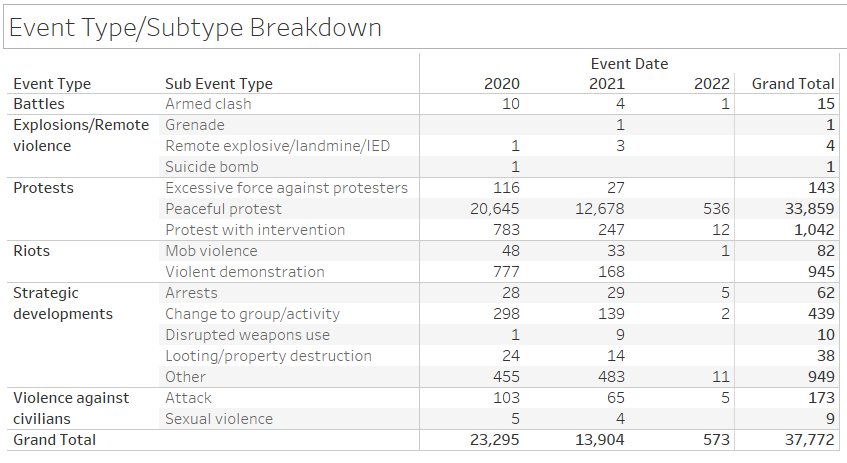 Event Type/Subtype Breakdown
Event Date
Event Type Sub Event Type 2020 2021 2022 Grand Total
Battles Armed clash 10 4 1 15
Explosions/Remote Grenade 1 1
violence Remote explosive/landmine/IED 1 3 4
Suicide bomb 1 1
Protests Excessive force against protesters 116 27 143
Peaceful protest 20,645 12,678 536 33,859
Protest with intervention 783 247 12 1,042
Riots Mob violence 48 33 1 82
Violent demonstration 777 168 945
Strategic Arrests 28 29 5 62
developments Change to group/activity 298 139 2 439
Disrupted weapons use 1 9 10
Looting/property destruction 24 14 38
Other 455 483 11 949
Violence against Attack 103 65 5 173
civilians Sexual violence 5 4 9
Grand Total 23,295 13,904 573 37,772